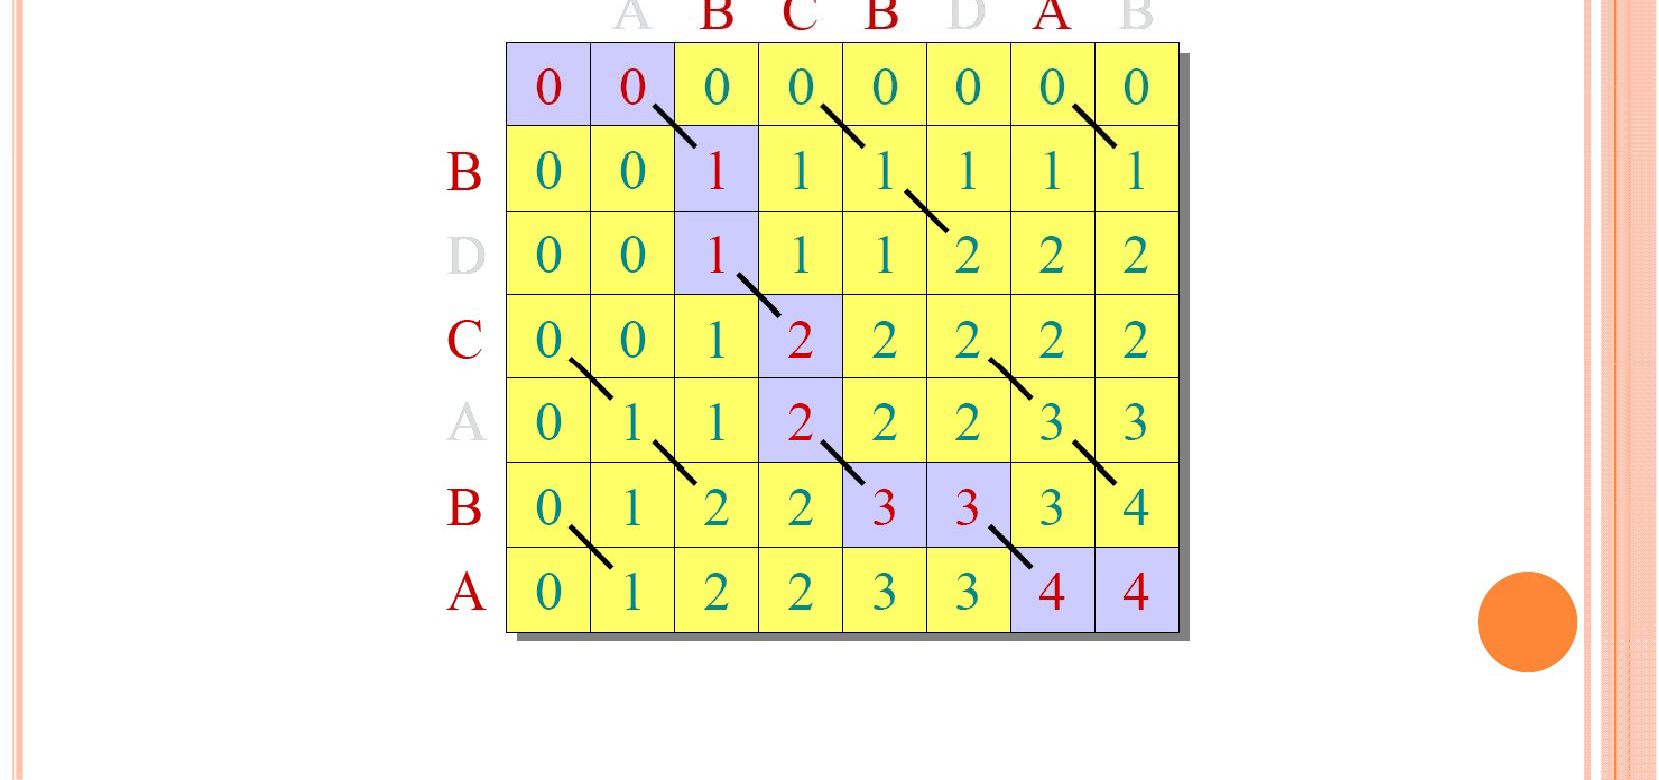 A B C B D A B
0 0 0 0 0 0 0 0
B 0 0 1 1 1 1 1 1
D 0 0 1 1 1 2 2 2
C 0 0 1 2 2 2 2 2
A 0 1 1 2 2 2 3 3
B 0 1 2 2 3 3 3 4
A 0 1 2 2 3 3 4 4